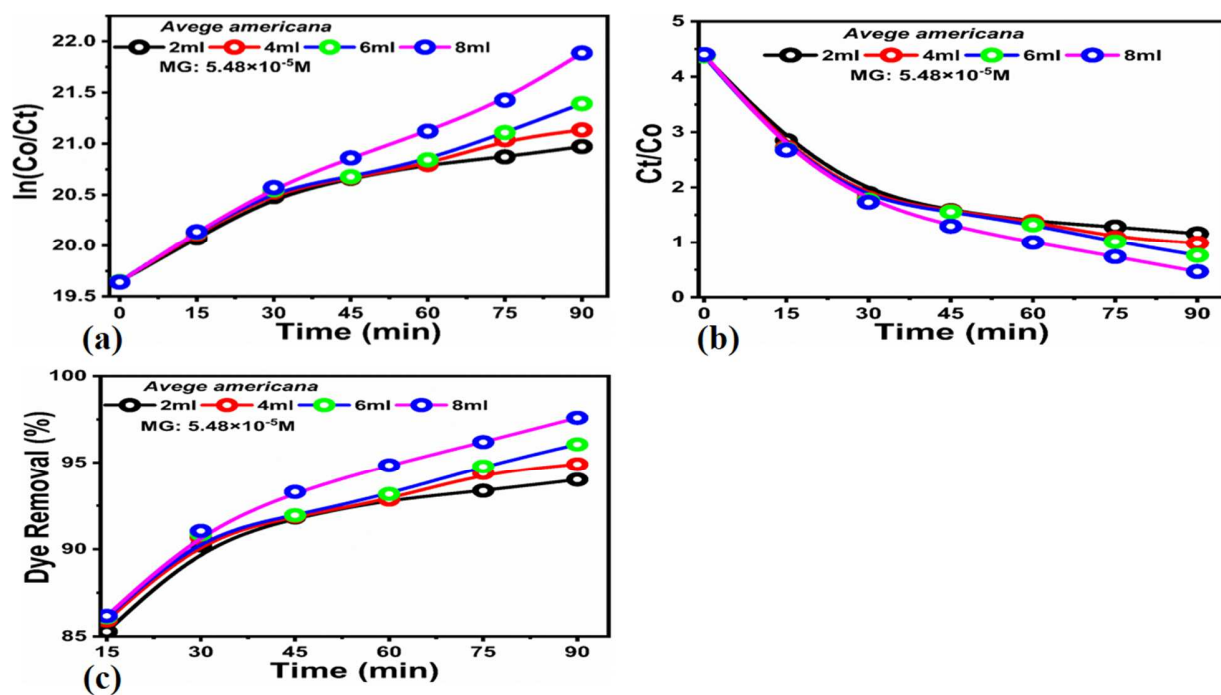 Avege americana
2ml 4ml 6ml 8ml
MG: 5.48×10⁻⁵M
22.0
21.5
21.0
20.5
20.0
19.5
ln(Co/Ct)
0 15 30 45 60 75 90
Time (min)
(a)
Avege americana
2ml 4ml 6ml 8ml
MG: 5.48×10⁻⁵M
5
4
3
2
1
0
Ct/Co
0 15 30 45 60 75 90
Time (min)
(b)
Avege americana
2ml 4ml 6ml 8ml
MG: 5.48×10⁻⁵M
100
95
90
85
Dye Removal (%)
15 30 45 60 75 90
Time (min)
(c)